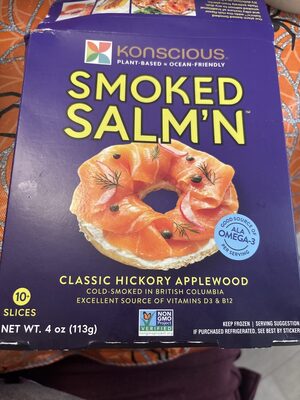 KONSCIOUS
PLANT-BASED ≈ OCEAN-FRIENDLY
SMOKED
SALM'N™
GOOD SOURCE OF
ALA
OMEGA-3
PER SERVING
CLASSIC HICKORY APPLEWOOD
COLD-SMOKED IN BRITISH COLUMBIA
EXCELLENT SOURCE OF VITAMINS D3 & B12
10+
SLICES
NET WT. 4 oz (113g)
NON
GMO
Project
VERIFIED
KEEP FROZEN | SERVING SUGGESTION
IF PURCHASED REFRIGERATED, SEE BEST BY STICKER